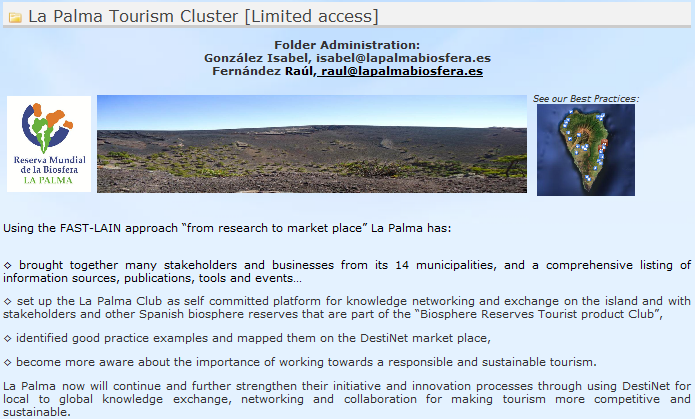 La Palma Tourism Cluster [Limited access]
Folder Administration:
González Isabel, isabel@lapalmabiosfera.es
Fernández Raúl, raul@lapalmabiosfera.es
See our Best Practices:
Reserva Mundial
de la Biosfera
LA PALMA
Using the FAST-LAIN approach “from research to market place” La Palma has:
⋄ brought together many stakeholders and businesses from its 14 municipalities, and a comprehensive listing of
information sources, publications, tools and events…
⋄ set up the La Palma Club as self committed platform for knowledge networking and exchange on the island and with
stakeholders and other Spanish biosphere reserves that are part of the “Biosphere Reserves Tourist product Club”,
⋄ identified good practice examples and mapped them on the DestiNet market place,
⋄ become more aware about the importance of working towards a responsible and sustainable tourism.
La Palma now will continue and further strengthen their initiative and innovation processes through using DestiNet for
local to global knowledge exchange, networking and collaboration for making tourism more competitive and
sustainable.